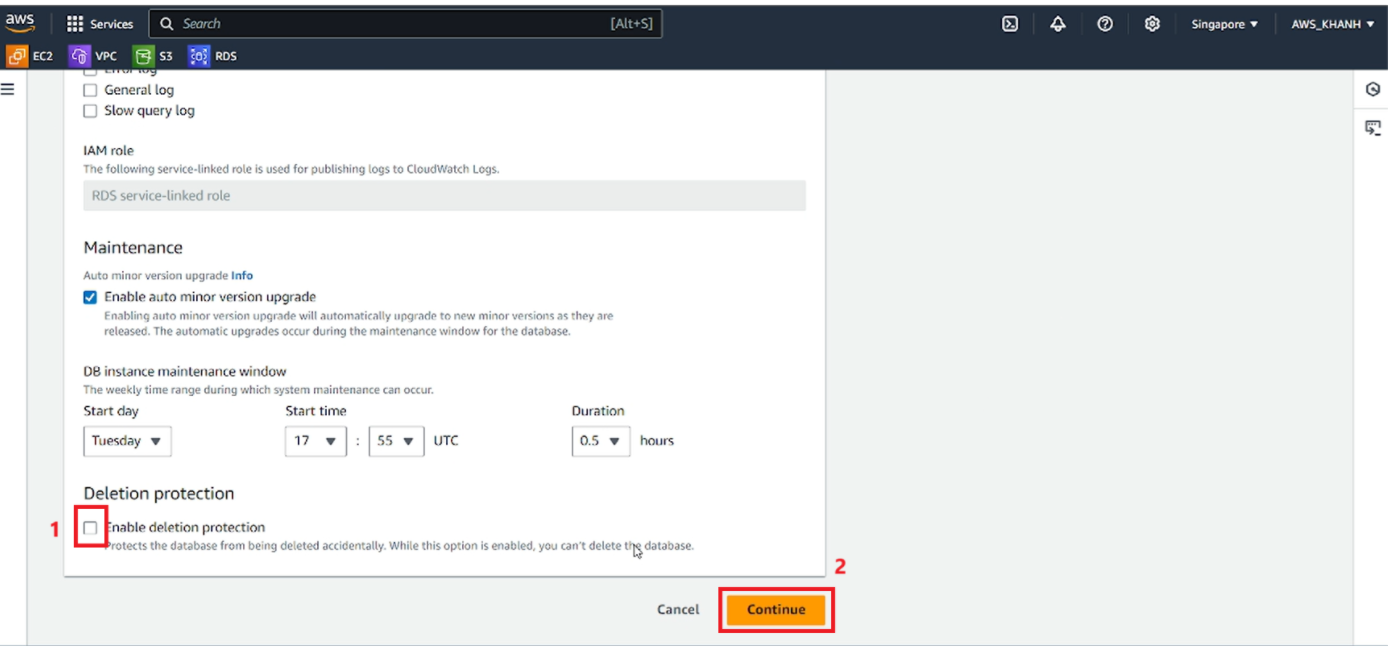 aws Services Search [Alt+S] Singapore ▼ AWS_KHANH ▼
EC2 VPC S3 RDS
Error log
General log
Slow query log
IAM role
The following service-linked role is used for publishing logs to CloudWatch Logs.
RDS service-linked role
Maintenance
Auto minor version upgrade Info
Enable auto minor version upgrade
Enabling auto minor version upgrade will automatically upgrade to new minor versions as they are
released. The automatic upgrades occur during the maintenance window for the database.
DB instance maintenance window
The weekly time range during which system maintenance can occur.
Start day Start time Duration
Tuesday ▼ 17 ▼ : 55 ▼ UTC 0.5 ▼ hours
Deletion protection
1 Enable deletion protection
Protects the database from being deleted accidentally. While this option is enabled, you can't delete the database.
2
Cancel Continue